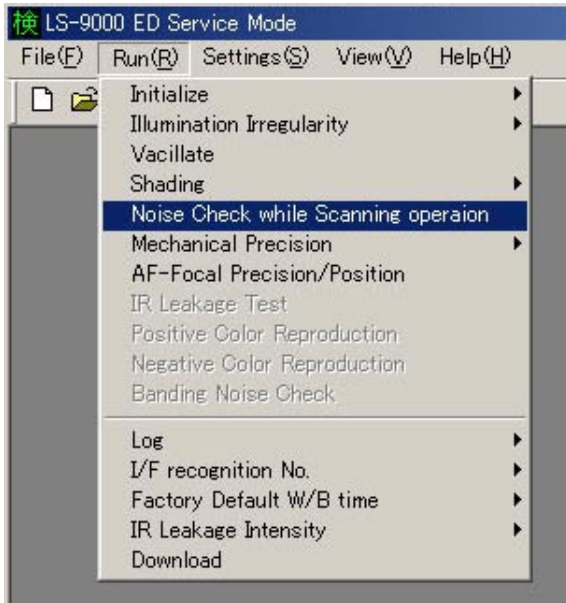 検 LS-9000 ED Service Mode
File(F) Run(R) Settings(S) View(V) Help(H)
Initialize
Illumination Irregularity
Vacillate
Shading
Noise Check while Scanning operaion
Mechanical Precision
AF-Focal Precision/Position
IR Leakage Test
Positive Color Reproduction
Negative Color Reproduction
Banding Noise Check
Log
I/F recognition No.
Factory Default W/B time
IR Leakage Intensity
Download